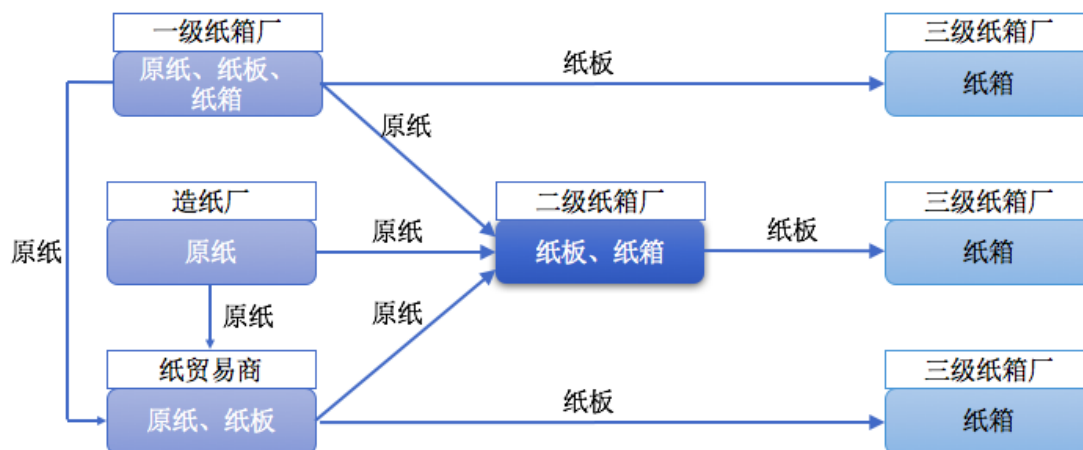 一级纸箱厂
三级纸箱厂
原纸、纸板、
纸箱
纸板
纸箱
原纸
造纸厂
二级纸箱厂
三级纸箱厂
原纸
原纸
原纸
纸板、纸箱
纸板
纸箱
原纸
原纸
纸贸易商
三级纸箱厂
原纸、纸板
纸板
纸箱